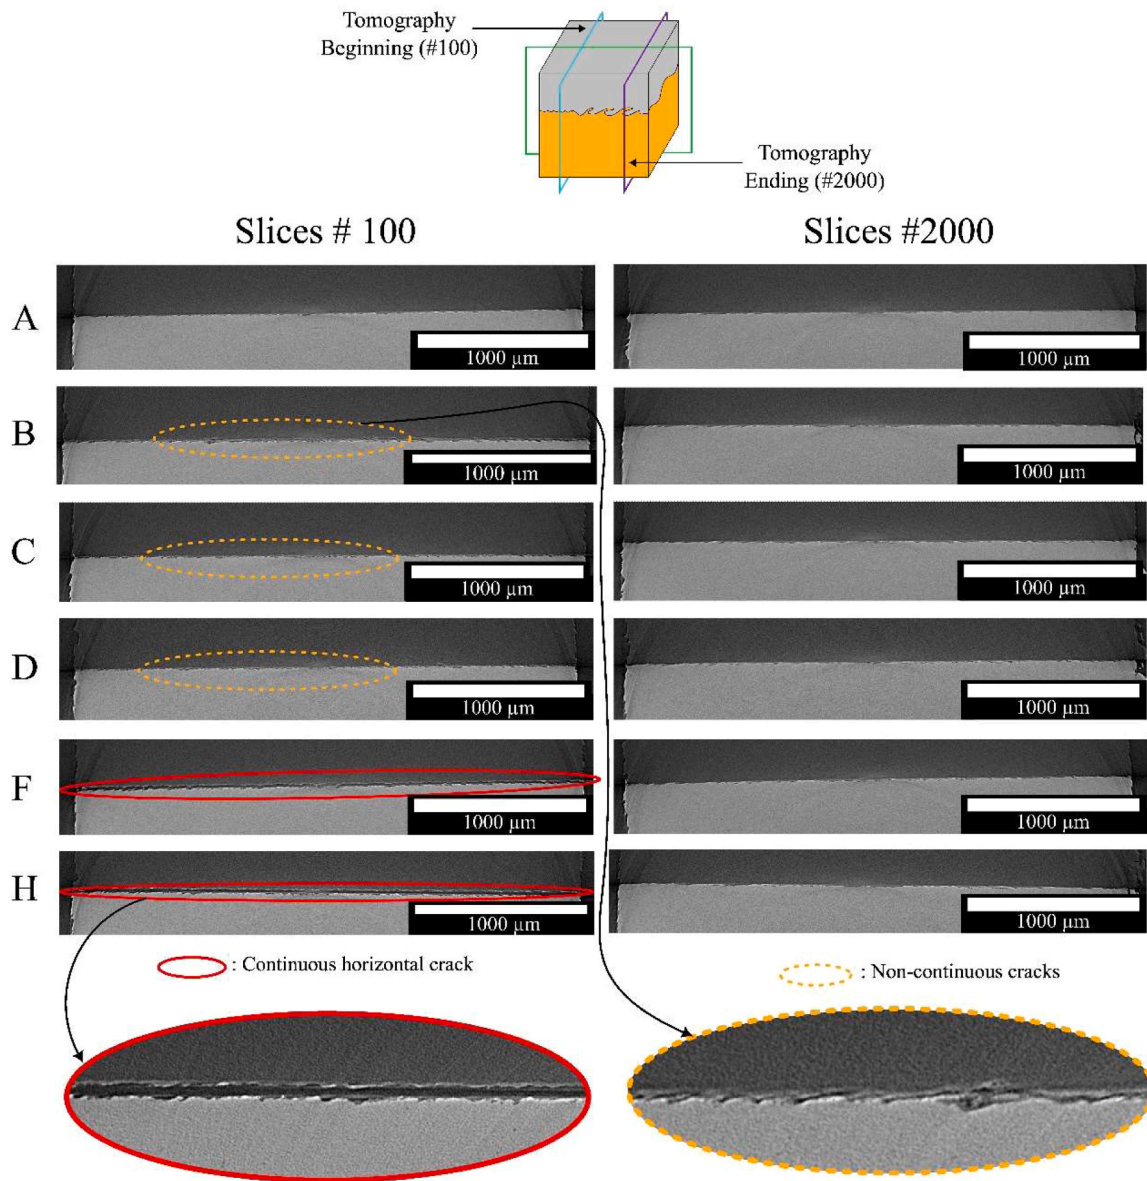 Tomography
Beginning (#100)
Tomography
Ending (#2000)
Slices # 100
Slices #2000
A
1000 µm
1000 µm
B
1000 µm
1000 µm
C
1000 µm
1000 µm
D
1000 µm
1000 µm
F
1000 µm
1000 µm
H
1000 µm
1000 µm
: Continuous horizontal crack
: Non-continuous cracks